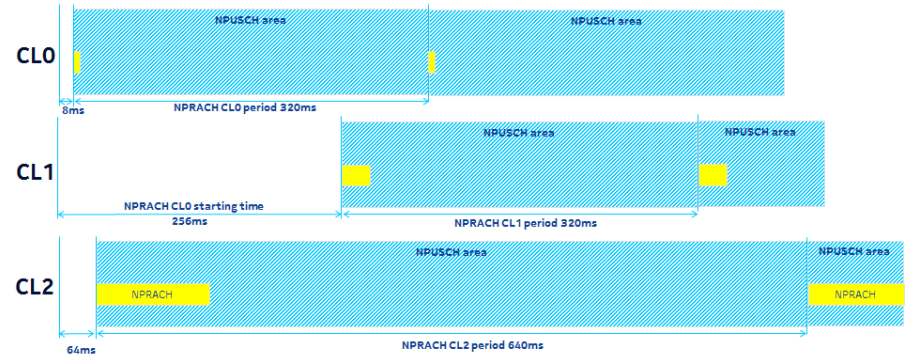 NPUSCH area
NPUSCH area
CL0
8ms
NPRACH CL0 period 320ms
NPUSCH area
NPUSCH area
CL1
NPRACH CL0 starting time
256ms
NPRACH CL1 period 320ms
NPUSCH area
NPUSCH area
CL2
NPRACH
NPRACH
64ms
NPRACH CL2 period 640ms